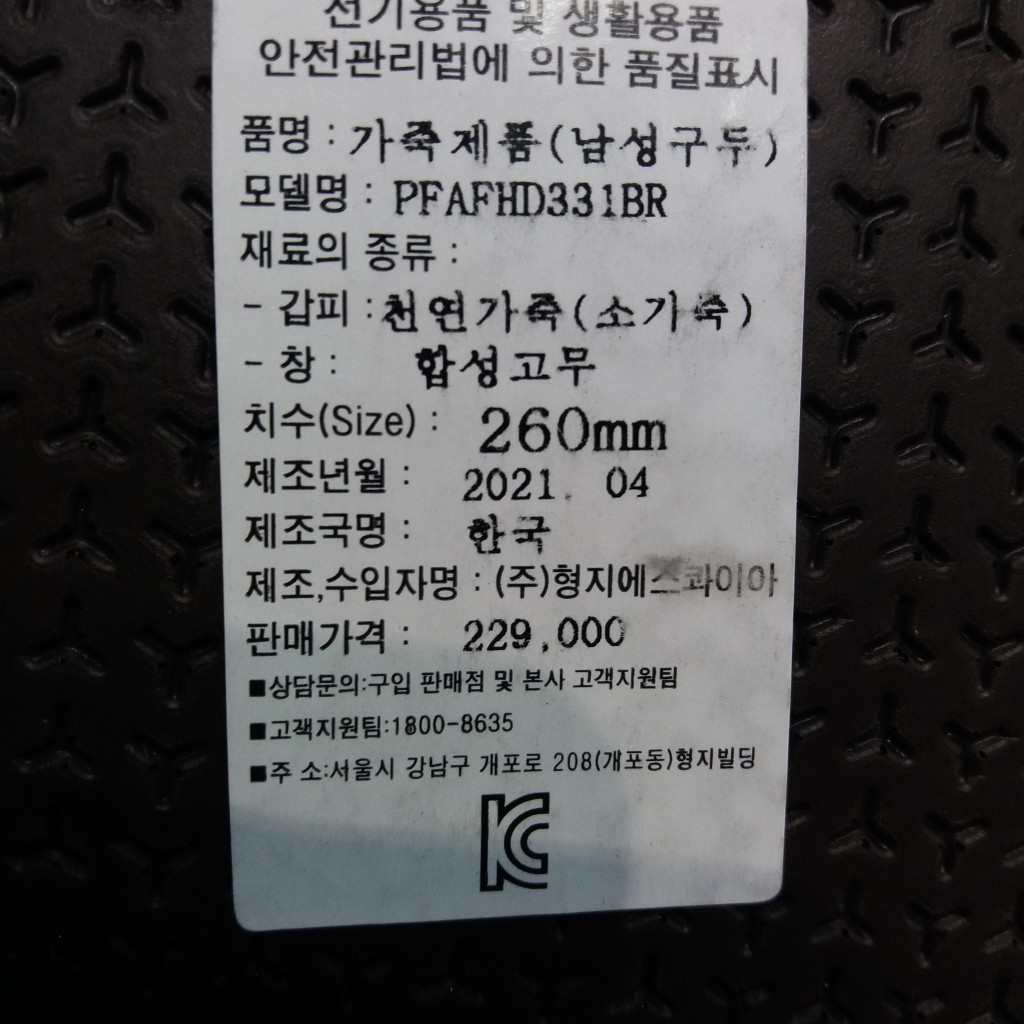 전기용품 및 생활용품
안전관리법에 의한 품질표시
품명 : 가죽제품(남성구두)
모델명 : PFAFHD331BR
재료의 종류 :
- 갑피 : 천연가죽(소가죽)
- 창 : 합성고무
치수(Size) : 260mm
제조년월 : 2021. 04
제조국명 : 한국
제조,수입자명 : (주)형지에스콰이아
판매가격 : 229,000
■상담문의:구입 판매점 및 본사 고객지원팀
■고객지원팀:1800-8635
■주 소:서울시 강남구 개포로 208(개포동)형지빌딩
KC